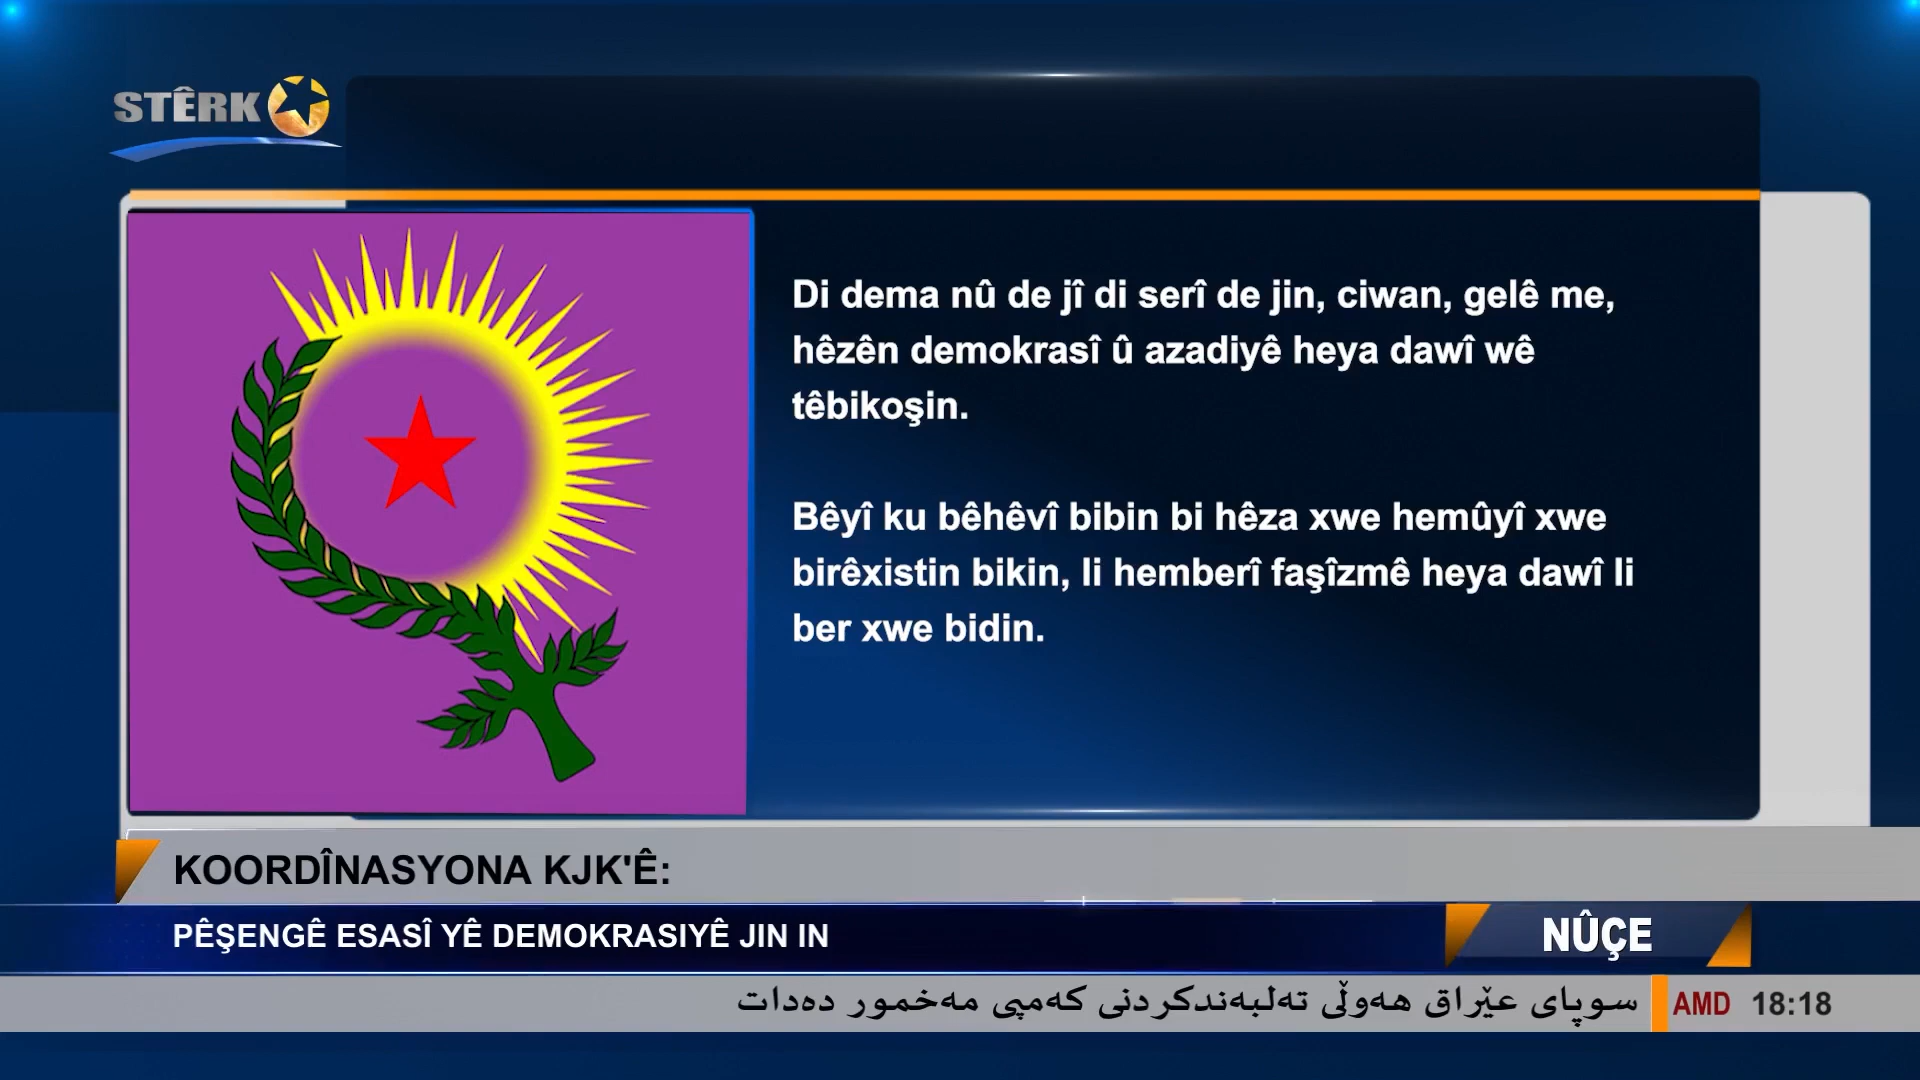 STÊRK
Di dema nû de jî di serî de jin, ciwan, gelê me,
hêzên demokrasî û azadiyê heya dawî wê
têbikoşin.
Bêyî ku bêhêvî bibin bi hêza xwe hemûyî xwe
birêxistin bikin, li hemberî faşîzmê heya dawî li
ber xwe bidin.
KOORDÎNASYONA KJK'Ê:
PÊŞENGÊ ESASÎ YÊ DEMOKRASIYÊ JIN IN
NÛÇE
سوپای عێراق هەوڵی تەلبەندکردنی کەمپی مەخمور دەدات
AMD 18:18